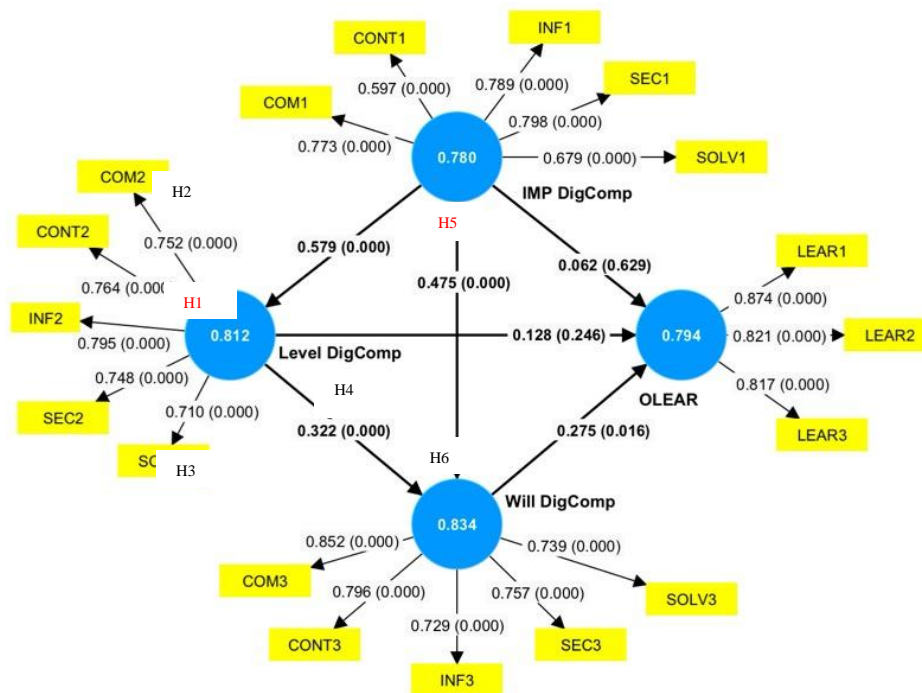 CONT1
INF1
SEC1
COM1
SOLV1
0.597 (0.000)
0.789 (0.000)
0.798 (0.000)
0.773 (0.000)
0.679 (0.000)
0.780
IMP DigComp
COM2
H2
CONT2
INF2
SEC2
0.752 (0.000)
0.764 (0.00
H1
0.795 (0.000)
0.748 (0.000)
0.710 (0.000)
H3
0.812
Level DigComp
H5
0.579 (0.000)
0.475 (0.000)
0.062 (0.629)
0.128 (0.246)
H4
0.322 (0.000)
H6
0.275 (0.016)
0.794
OLEAR
LEAR1
0.874 (0.000)
0.821 (0.000)
LEAR2
0.817 (0.000)
LEAR3
Will DigComp
0.834
0.852 (0.000)
0.739 (0.000)
0.796 (0.000)
0.757 (0.000)
0.729 (0.000)
COM3
SOLV3
CONT3
SEC3
INF3